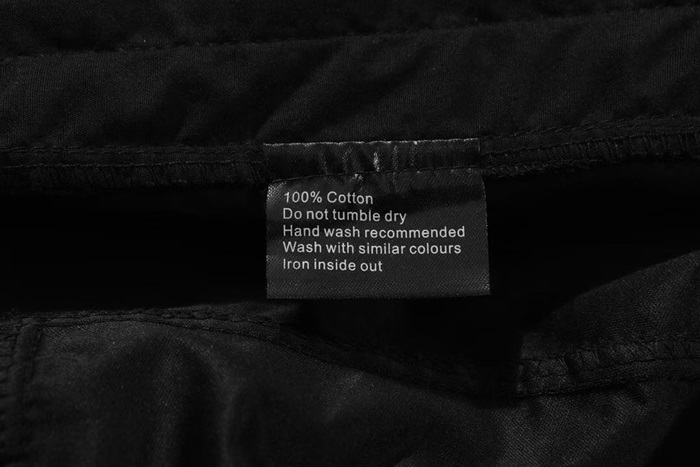 100% Cotton
Do not tumble dry
Hand wash recommended
Wash with similar colours
Iron inside out